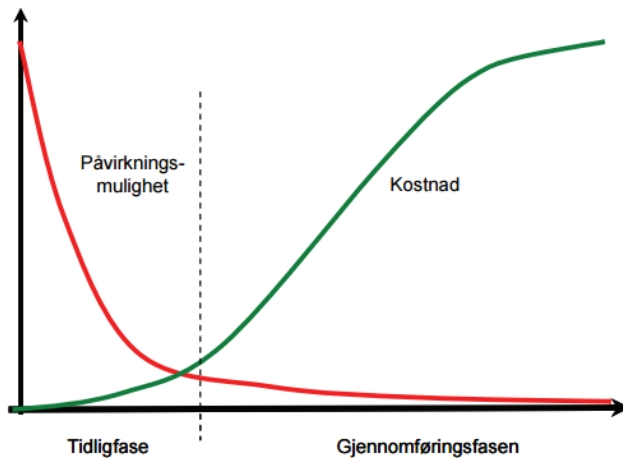 Påvirknings-
mulighet
Kostnad
Tidligfase
Gjennomføringsfasen